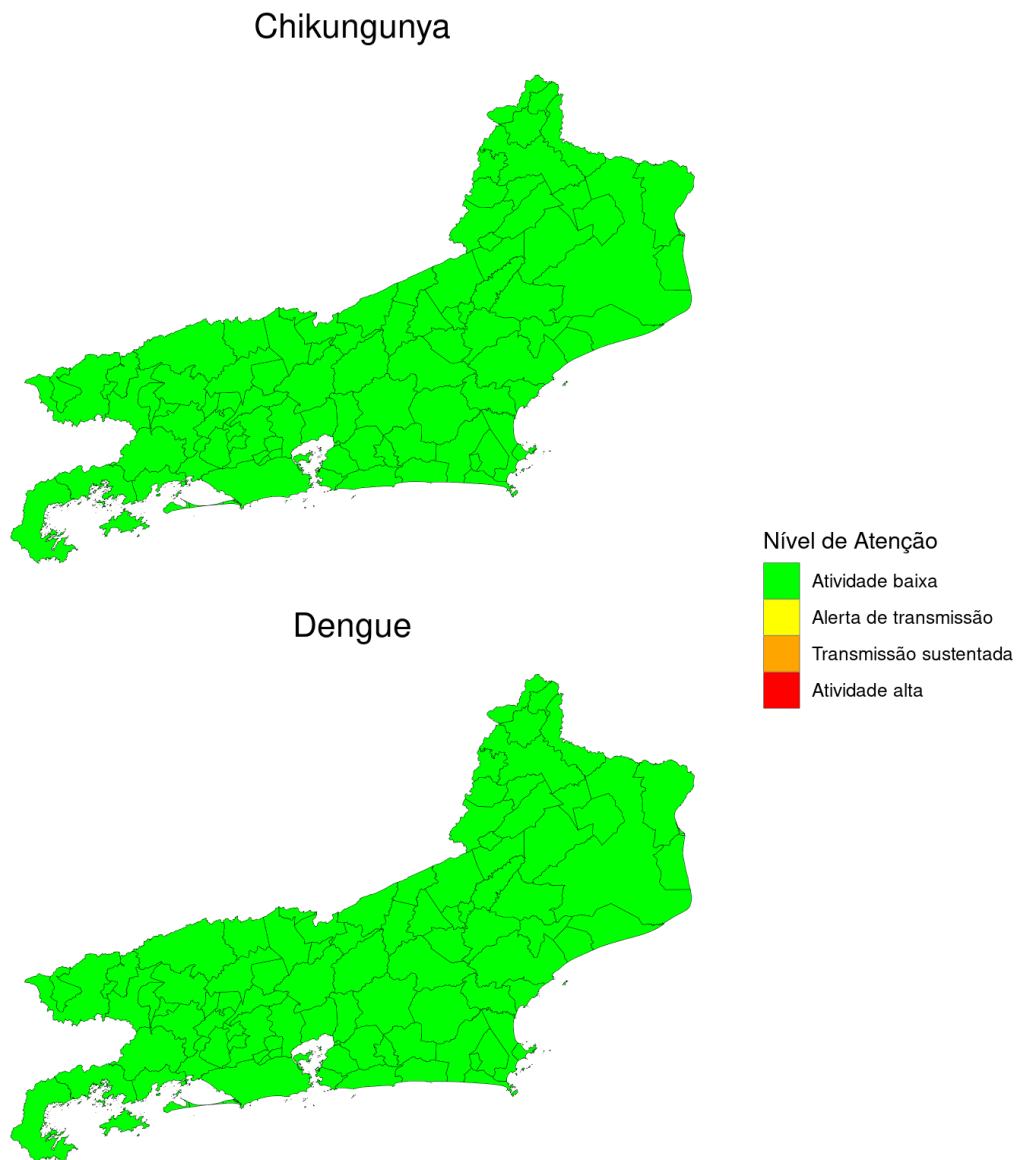 Chikungunya
Nível de Atenção
Atividade baixa
Alerta de transmissão
Transmissão sustentada
Atividade alta
Dengue